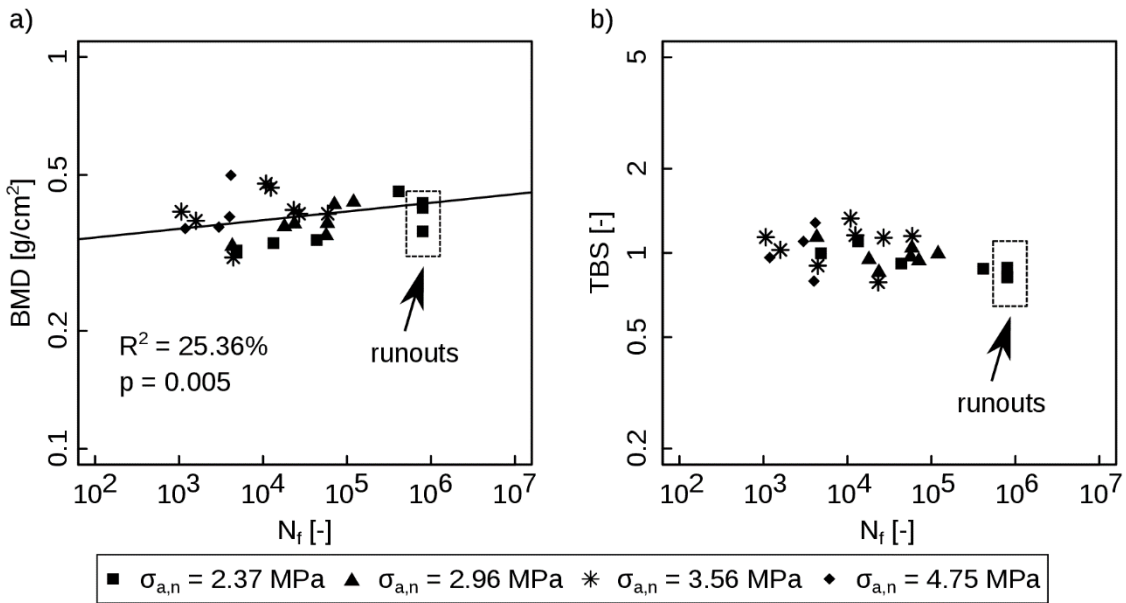 a)
BMD [g/cm²]
1
0.5
0.2
0.1
R² = 25.36%
p = 0.005
runouts
10² 10³ 10⁴ 10⁵ 10⁶ 10⁷
N_f [-]
b)
TBS [-]
5
2
1
0.5
0.2
runouts
10² 10³ 10⁴ 10⁵ 10⁶ 10⁷
N_f [-]
σ_a,n = 2.37 MPa σ_a,n = 2.96 MPa σ_a,n = 3.56 MPa σ_a,n = 4.75 MPa